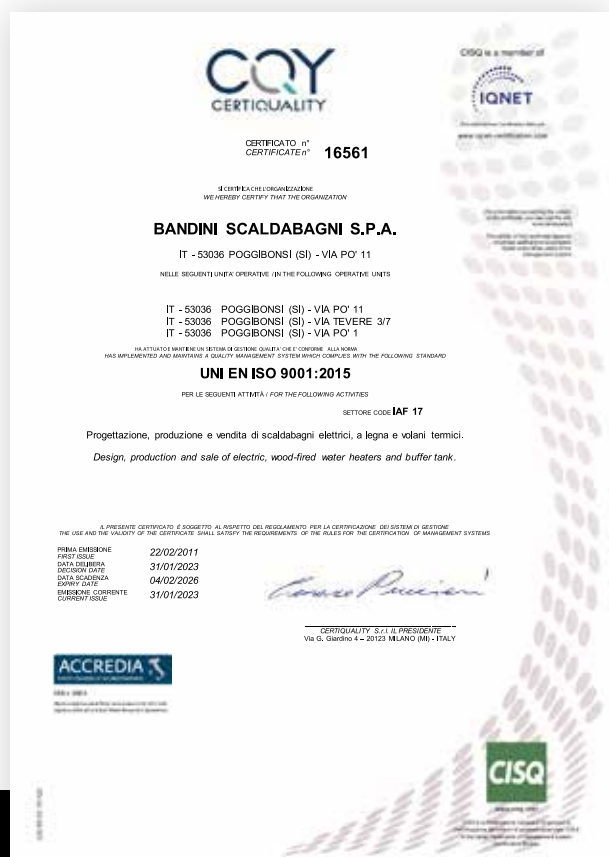 CQY
CERTIQUALITY
CISQ is a member of
IQNET
CERTIFICATO n°
CERTIFICATE n° 16561
SI CERTIFICA CHE L'ORGANIZZAZIONE
WE HEREBY CERTIFY THAT THE ORGANIZATION
BANDINI SCALDABAGNI S.P.A.
IT - 53036 POGGIBONSI (SI) - VIA PO' 11
NELLE SEGUENTI UNITA' OPERATIVE / IN THE FOLLOWING OPERATIVE UNITS
IT - 53036 POGGIBONSI (SI) - VIA PO' 11
IT - 53036 POGGIBONSI (SI) - VIA TEVERE 3/7
IT - 53036 POGGIBONSI (SI) - VIA PO' 1
HA ATTUATO E MANTIENE UN SISTEMA DI GESTIONE QUALITA' CHE E' CONFORME ALLA NORMA
HAS IMPLEMENTED AND MAINTAINS A QUALITY MANAGEMENT SYSTEM WHICH COMPLIES WITH THE FOLLOWING STANDARD
UNI EN ISO 9001:2015
PER LE SEGUENTI ATTIVITÀ / FOR THE FOLLOWING ACTIVITIES
SETTORE CODE IAF 17
Progettazione, produzione e vendita di scaldabagni elettrici, a legna e volani termici.
Design, production and sale of electric, wood-fired water heaters and buffer tank.
IL PRESENTE CERTIFICATO È SOGGETTO AL RISPETTO DEL REGOLAMENTO PER LA CERTIFICAZIONE DEI SISTEMI DI GESTIONE
THE USE AND THE VALIDITY OF THE CERTIFICATE SHALL SATISFY THE REQUIREMENTS OF THE RULES FOR THE CERTIFICATION OF MANAGEMENT SYSTEMS
PRIMA EMISSIONE
FIRST ISSUE 22/02/2011
DATA DELIBERA
DECISION DATE 31/01/2023
DATA SCADENZA
EXPIRY DATE 04/02/2026
EMISSIONE CORRENTE
CURRENT ISSUE 31/01/2023
CERTIQUALITY S.r.l. IL PRESIDENTE
Via G. Giardino 4 – 20123 MILANO (MI) - ITALY
ACCREDIA
CISQ